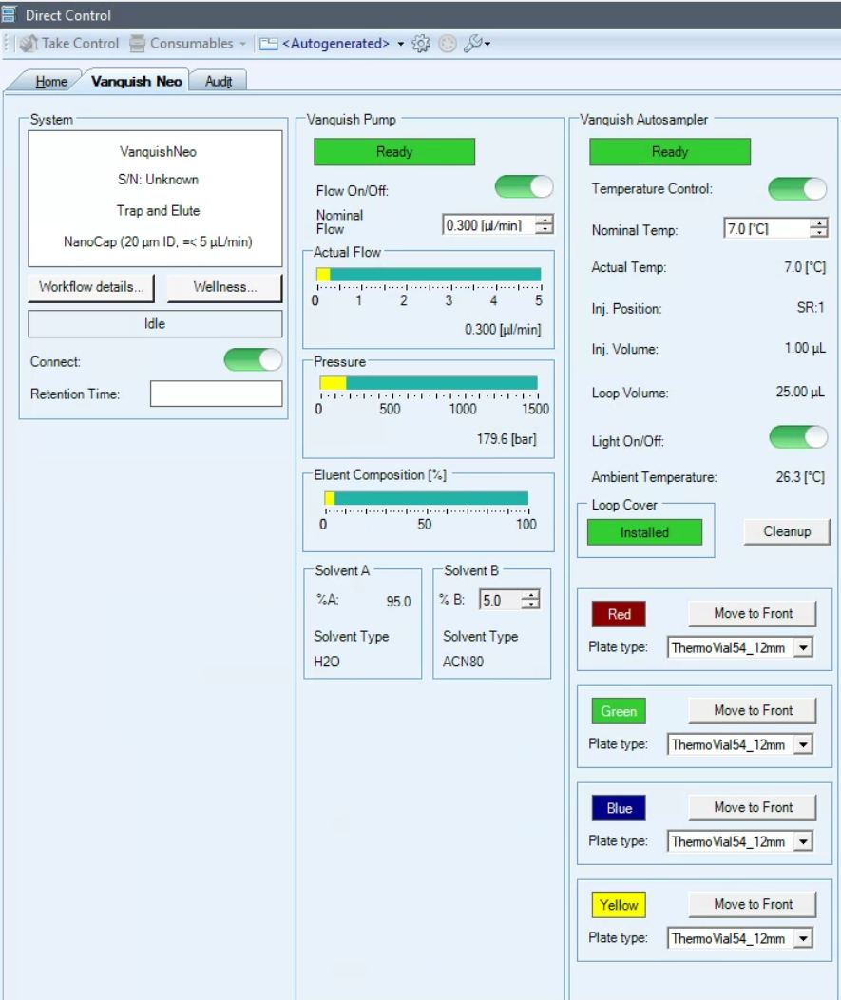 Direct Control
Take Control Consumables <Autogenerated>
Home Vanquish Neo Audit
System
VanquishNeo
S/N: Unknown
Trap and Elute
NanoCap (20 µm ID, =< 5 µL/min)
Workflow details... Wellness...
Idle
Connect:
Retention Time:
Vanquish Pump
Ready
Flow On/Off:
Nominal
Flow
0.300 [µl/min]
Actual Flow
0 1 2 3 4 5
0.300 [µl/min]
Pressure
0 500 1000 1500
179.6 [bar]
Eluent Composition [%]
0 50 100
Solvent A
%A: 95.0
Solvent Type
H2O
Solvent B
% B: 5.0
Solvent Type
ACN80
Vanquish Autosampler
Ready
Temperature Control:
Nominal Temp: 7.0 [°C]
Actual Temp: 7.0 [°C]
Inj. Position: SR:1
Inj. Volume: 1.00 µL
Loop Volume: 25.00 µL
Light On/Off:
Ambient Temperature: 26.3 [°C]
Loop Cover
Installed
Cleanup
Red Move to Front
Plate type: ThermoVial54_12mm
Green Move to Front
Plate type: ThermoVial54_12mm
Blue Move to Front
Plate type: ThermoVial54_12mm
Yellow Move to Front
Plate type: ThermoVial54_12mm